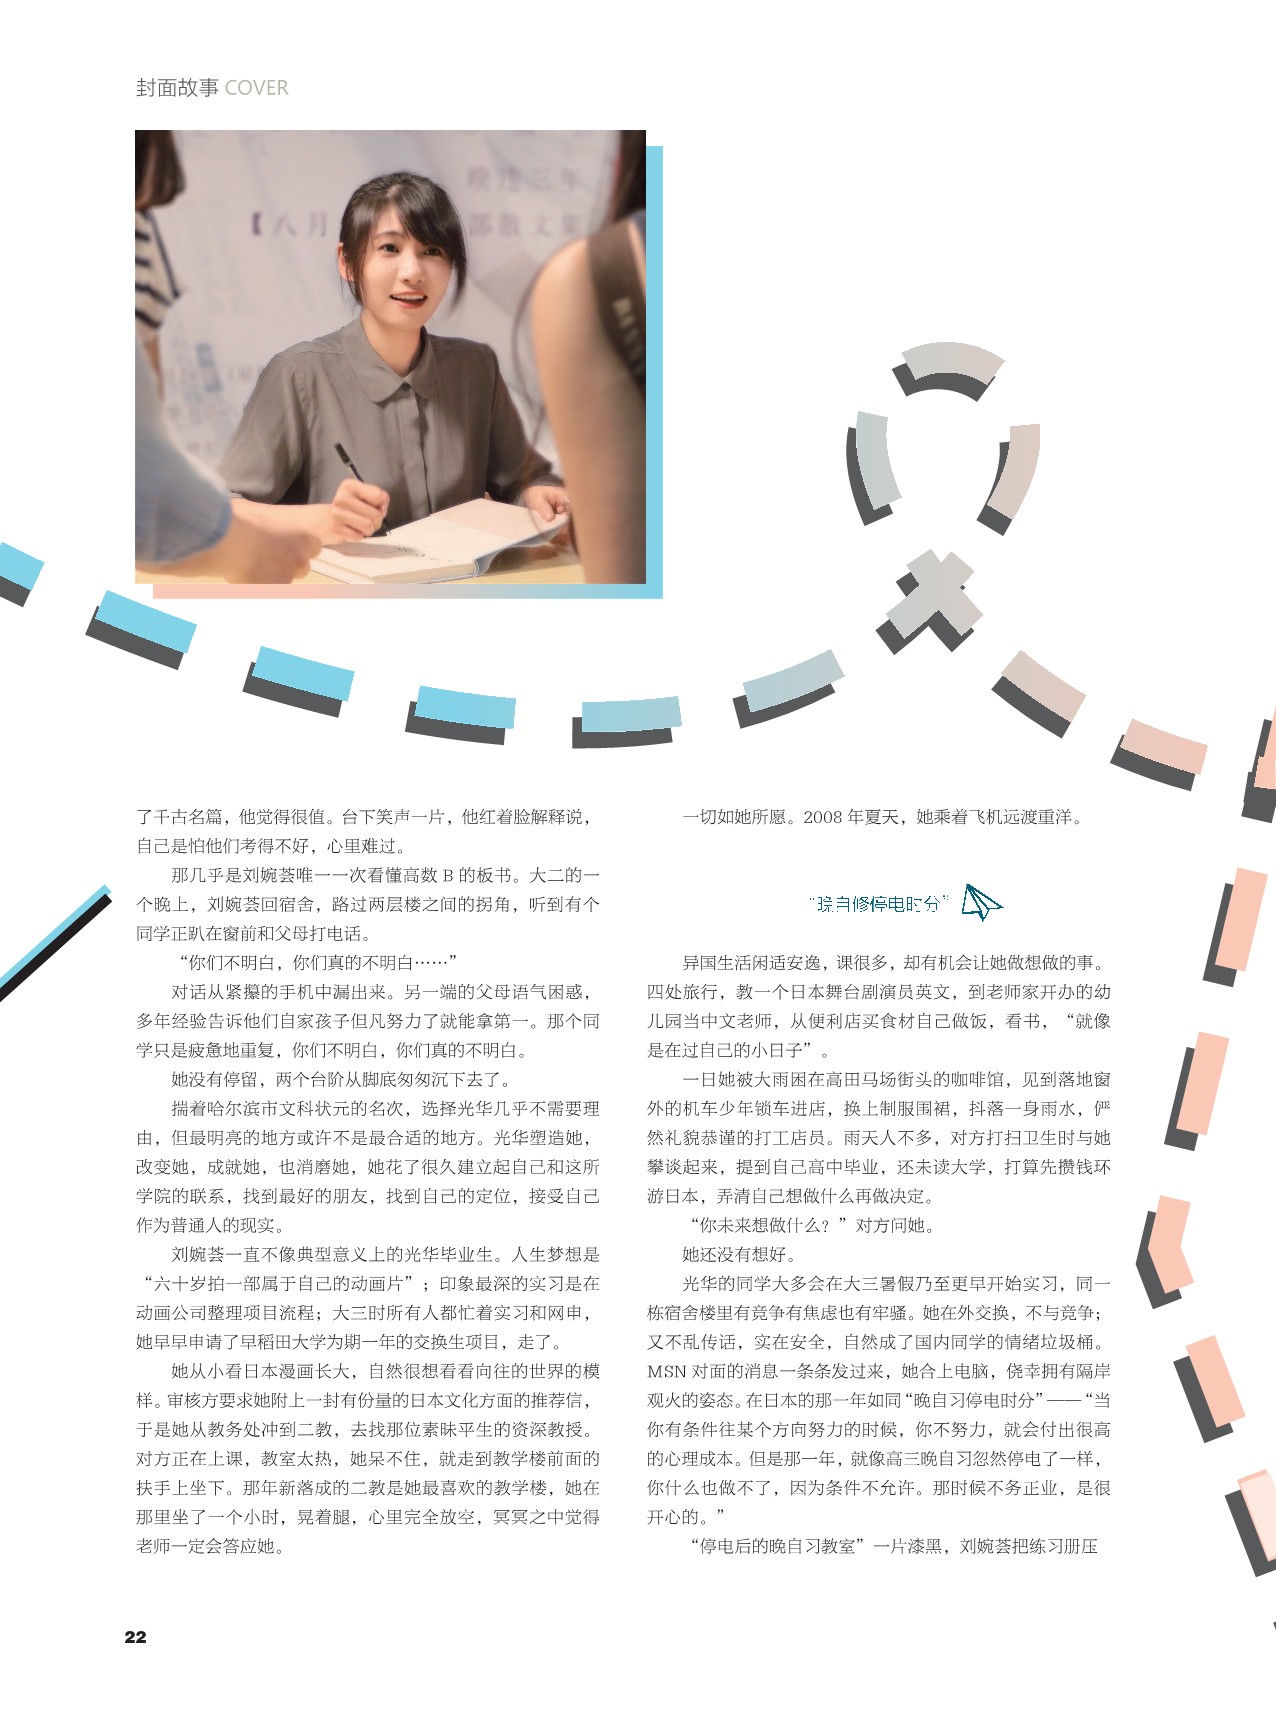 封面故事 COVER
【八月
部散文集
了千古名篇，他觉得很值。台下笑声一片，他红着脸解释说，
自己是怕他们考得不好，心里难过。
那几乎是刘婉荟唯一一次看懂高数 B 的板书。大二的一
个晚上，刘婉荟回宿舍，路过两层楼之间的拐角，听到有个
同学正趴在窗前和父母打电话。
“你们不明白，你们真的不明白……”
对话从紧攥的手机中漏出来。另一端的父母语气困惑，
多年经验告诉他们自家孩子但凡努力了就能拿第一。那个同
学只是疲惫地重复，你们不明白，你们真的不明白。
她没有停留，两个台阶从脚底匆匆沉下去了。
揣着哈尔滨市文科状元的名次，选择光华几乎不需要理
由，但最明亮的地方或许不是最合适的地方。光华塑造她，
改变她，成就她，也消磨她，她花了很久建立起自己和这所
学院的联系，找到最好的朋友，找到自己的定位，接受自己
作为普通人的现实。
刘婉荟一直不像典型意义上的光华毕业生。人生梦想是
“六十岁拍一部属于自己的动画片”；印象最深的实习是在
动画公司整理项目流程；大三时所有人都忙着实习和网申，
她早早申请了早稻田大学为期一年的交换生项目，走了。
她从小看日本漫画长大，自然很想看看向往的世界的模
样。审核方要求她附上一封有份量的日本文化方面的推荐信，
于是她从教务处冲到二教，去找那位素昧平生的资深教授。
对方正在上课，教室太热，她呆不住，就走到教学楼前面的
扶手上坐下。那年新落成的二教是她最喜欢的教学楼，她在
那里坐了一个小时，晃着腿，心里完全放空，冥冥之中觉得
老师一定会答应她。
一切如她所愿。2008 年夏天，她乘着飞机远渡重洋。
“晚自修停电时分”
异国生活闲适安逸，课很多，却有机会让她做想做的事。
四处旅行，教一个日本舞台剧演员英文，到老师家开办的幼
儿园当中文老师，从便利店买食材自己做饭，看书，“就像
是在过自己的小日子”。
一日她被大雨困在高田马场街头的咖啡馆，见到落地窗
外的机车少年锁车进店，换上制服围裙，抖落一身雨水，俨
然礼貌恭谨的打工店员。雨天人不多，对方打扫卫生时与她
攀谈起来，提到自己高中毕业，还未读大学，打算先攒钱环
游日本，弄清自己想做什么再做决定。
“你未来想做什么？”对方问她。
她还没有想好。
光华的同学大多会在大三暑假乃至更早开始实习，同一
栋宿舍楼里有竞争有焦虑也有牢骚。她在外交换，不与竞争；
又不乱传话，实在安全，自然成了国内同学的情绪垃圾桶。
MSN 对面的消息一条条发过来，她合上电脑，侥幸拥有隔岸
观火的姿态。在日本的那一年如同“晚自习停电时分”——“当
你有条件往某个方向努力的时候，你不努力，就会付出很高
的心理成本。但是那一年，就像高三晚自习忽然停电了一样，
你什么也做不了，因为条件不允许。那时候不务正业，是很
开心的。”
“停电后的晚自习教室”一片漆黑，刘婉荟把练习册压
22